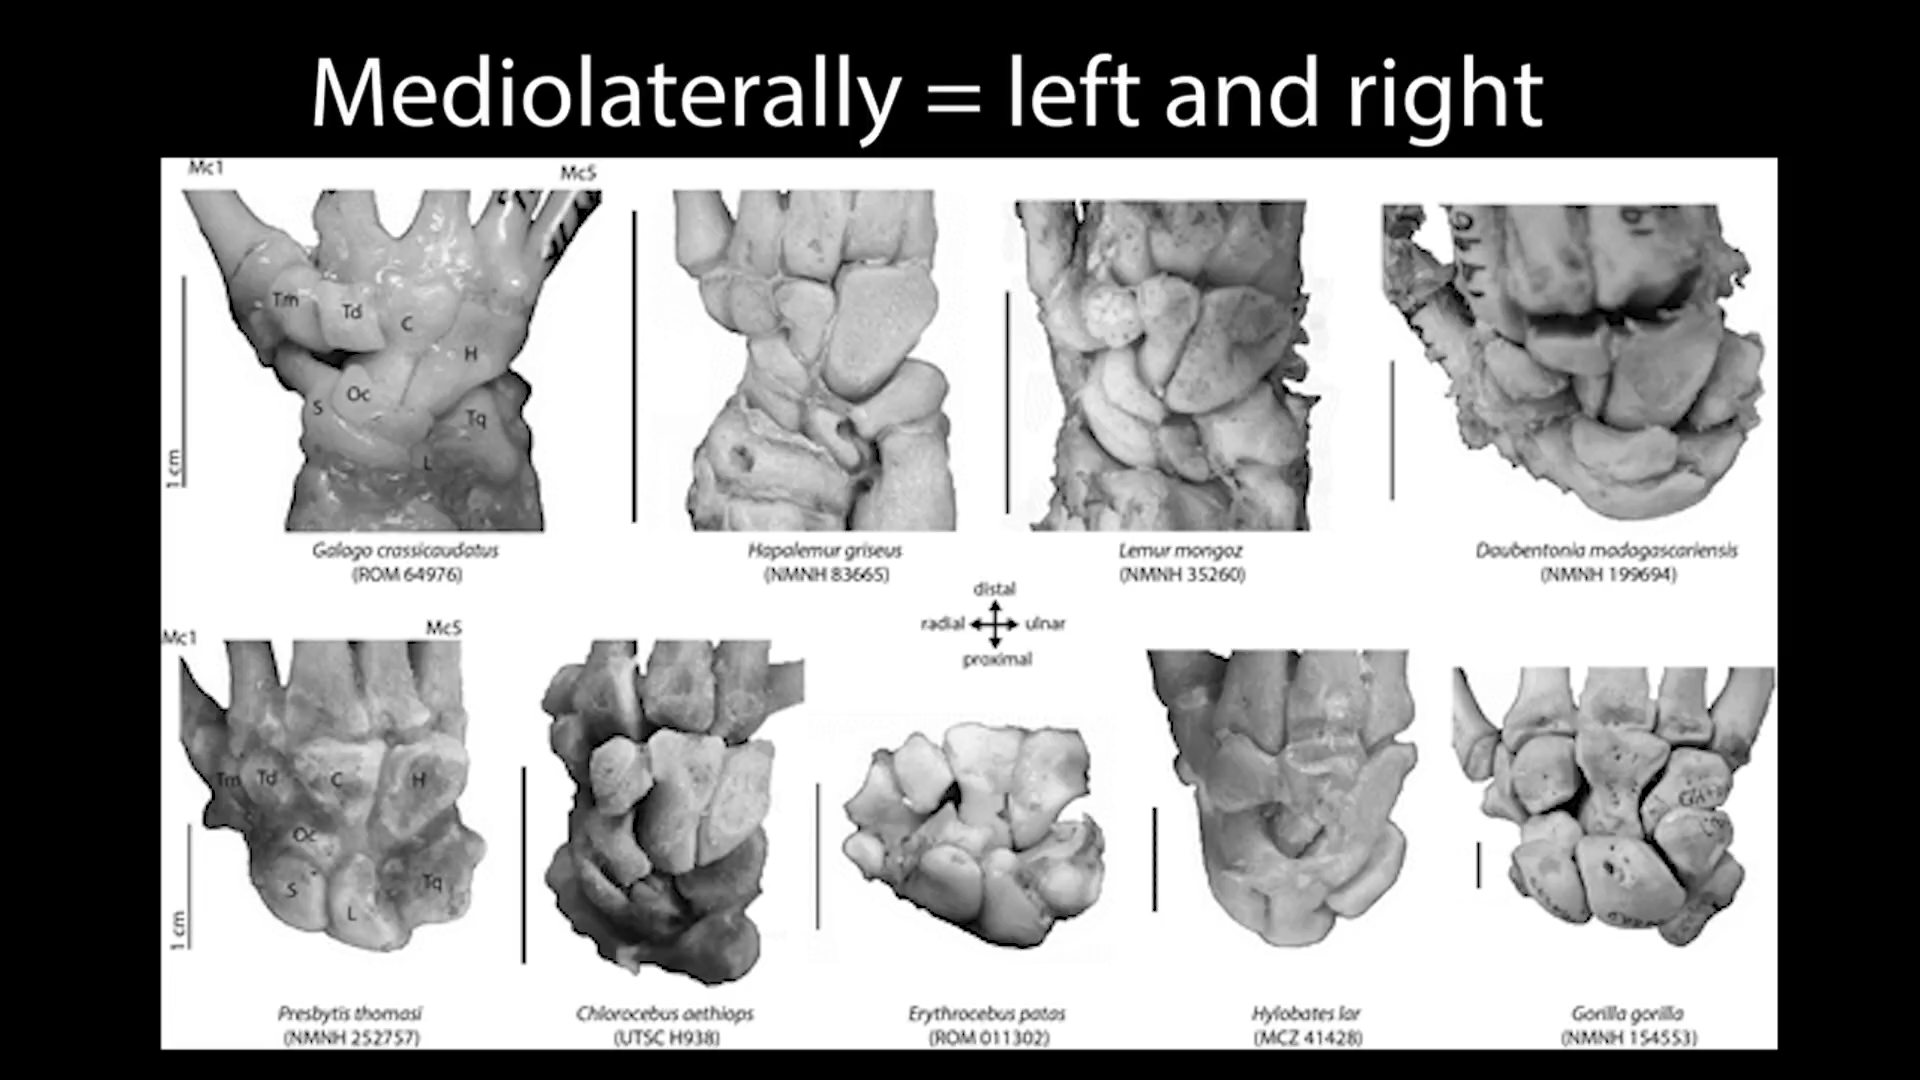 Mediolaterally = left and right
Mc1
Mc5
Tm
Td
C
H
Oc
S
Tq
L
1 cm
Galago crassicaudatus
(ROM 64976)
Hapalemur griseus
(NMNH 83665)
Lemur mongoz
(NMNH 35260)
Daubentonia madagascariensis
(NMNH 199694)
distal
radial
ulnar
proximal
Mc1
Mc5
Tm
Td
C
H
Oc
S
Tq
L
1 cm
Presbytis thomasi
(NMNH 252757)
Chlorocebus aethiops
(UTSC H938)
Erythrocebus patas
(ROM 011302)
Hylobates lar
(MCZ 41428)
Gorilla gorilla
(NMNH 154553)